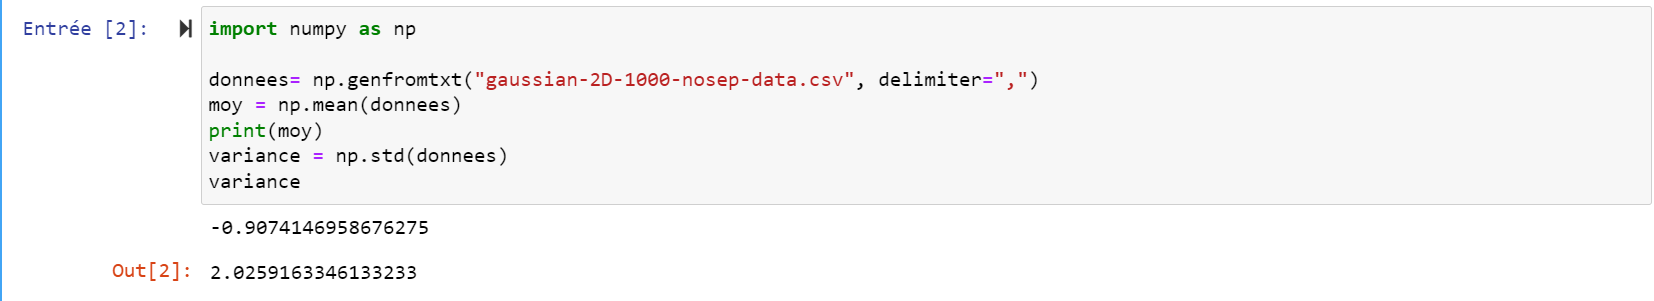 Entrée [2]:
import numpy as np
donnees= np.genfromtxt("gaussian-2D-1000-nosep-data.csv", delimiter=",")
moy = np.mean(donnees)
print(moy)
variance = np.std(donnees)
variance
-0.9074146958676275
Out[2]: 2.0259163346133233